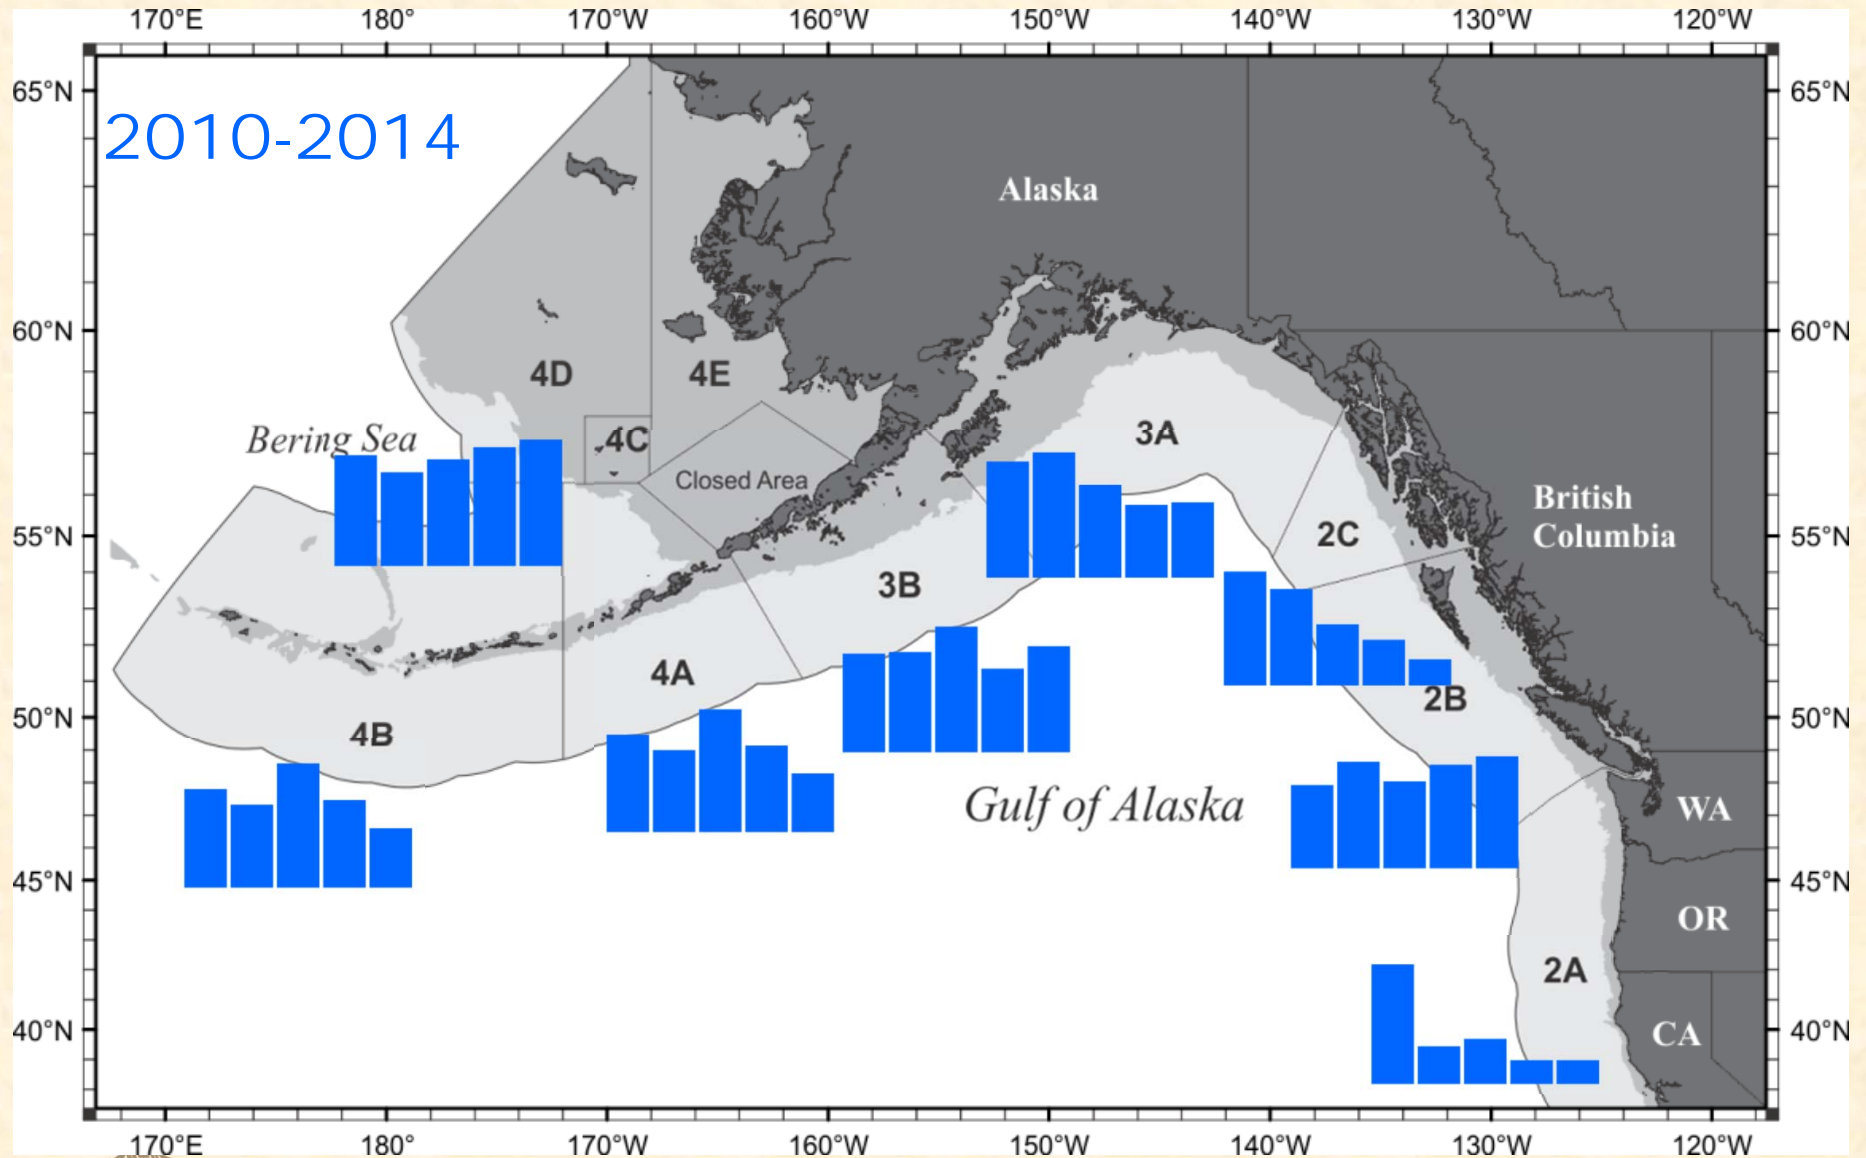 170°E 180° 170°W 160°W 150°W 140°W 130°W 120°W
65°N 65°N
2010-2014
Alaska
60°N 60°N
4D 4E
3A
Bering Sea
4C
Closed Area
British
Columbia
55°N 2C 55°N
3B
4A
2B
50°N 50°N
4B
Gulf of Alaska
WA
45°N 45°N
OR
2A
40°N CA 40°N
170°E 180° 170°W 160°W 150°W 140°W 130°W 120°W